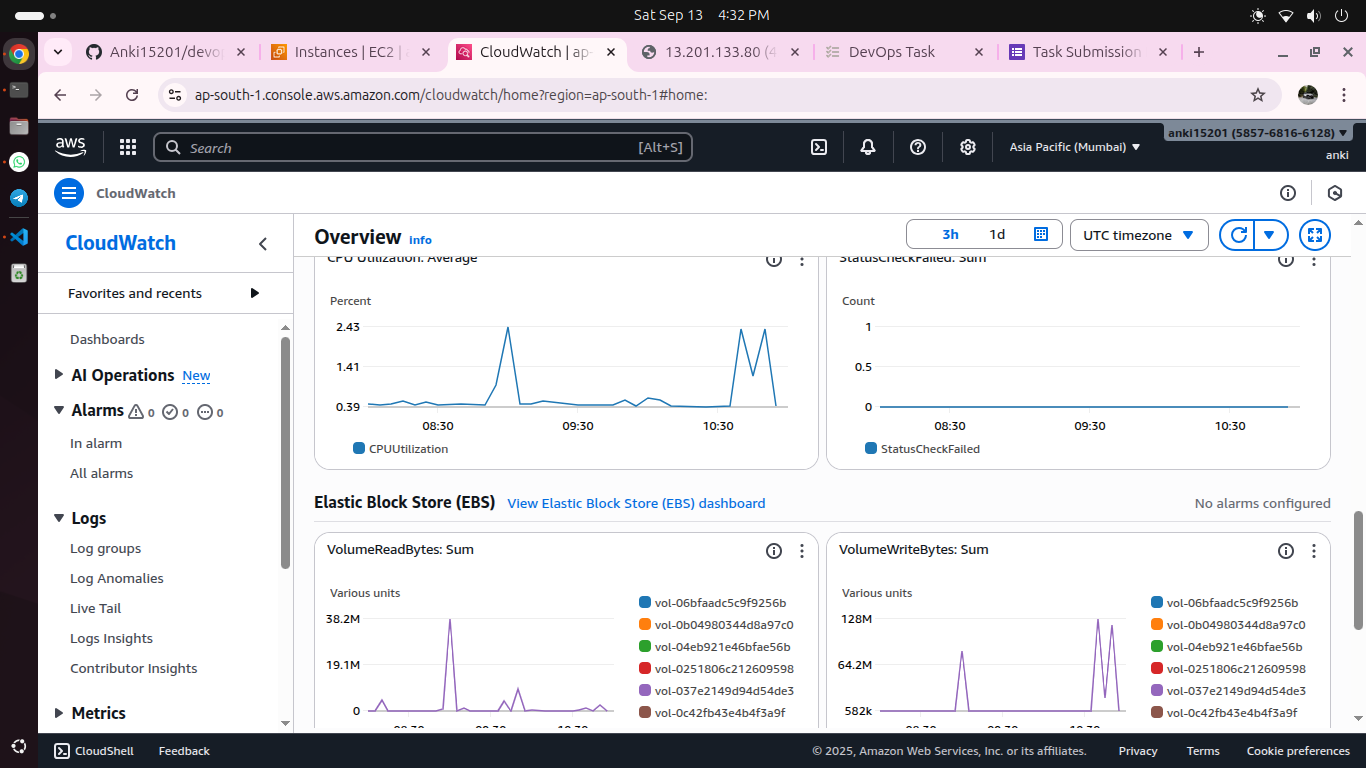 Sat Sep 13 4:32 PM
Anki15201/devo
Instances | EC2 |
CloudWatch | ap-
13.201.133.80 (4
DevOps Task
Task Submission
ap-south-1.console.aws.amazon.com/cloudwatch/home?region=ap-south-1#home:
aws
Search
[Alt+S]
Asia Pacific (Mumbai)
anki15201 (5857-6816-6128)
anki
CloudWatch
CloudWatch
Favorites and recents
Dashboards
AI Operations New
Alarms 0 0 0
In alarm
All alarms
Logs
Log groups
Log Anomalies
Live Tail
Logs Insights
Contributor Insights
Metrics
Overview Info
3h 1d
UTC timezone
CPU Utilization: Average
Percent
2.43
1.41
0.39
08:30 09:30 10:30
CPUUtilization
StatusCheckFailed: Sum
Count
1
0.5
0
08:30 09:30 10:30
StatusCheckFailed
Elastic Block Store (EBS) View Elastic Block Store (EBS) dashboard No alarms configured
VolumeReadBytes: Sum
Various units
38.2M
19.1M
0
vol-06bfaadc5c9f9256b
vol-0b04980344d8a97c0
vol-04eb921e46bfae56b
vol-0251806c212609598
vol-037e2149d94d54de3
vol-0c42fb43e4b4f3a9f
VolumeWriteBytes: Sum
Various units
128M
64.2M
582k
vol-06bfaadc5c9f9256b
vol-0b04980344d8a97c0
vol-04eb921e46bfae56b
vol-0251806c212609598
vol-037e2149d94d54de3
vol-0c42fb43e4b4f3a9f
CloudShell Feedback © 2025, Amazon Web Services, Inc. or its affiliates. Privacy Terms Cookie preferences